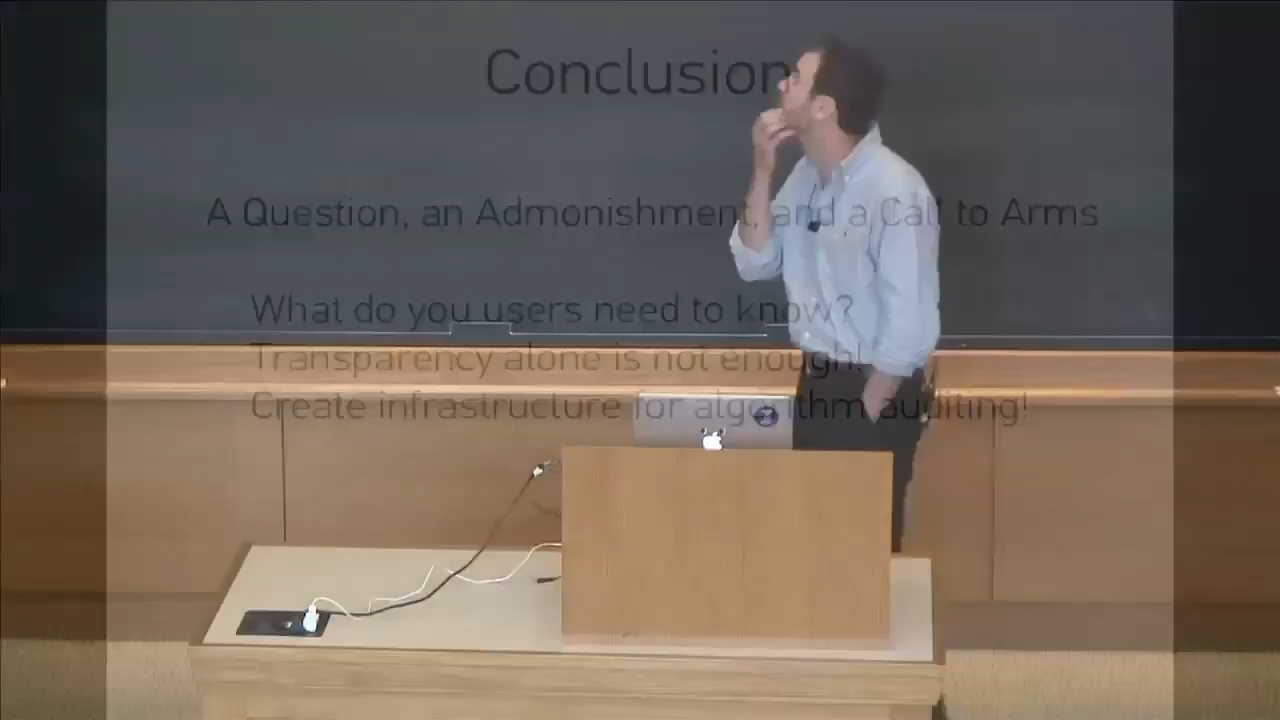 Conclusion
A Question, an Admonishment, and a Call to Arms
What do you users need to know?
Transparency alone is not enough!
Create infrastructure for algorithm auditing!